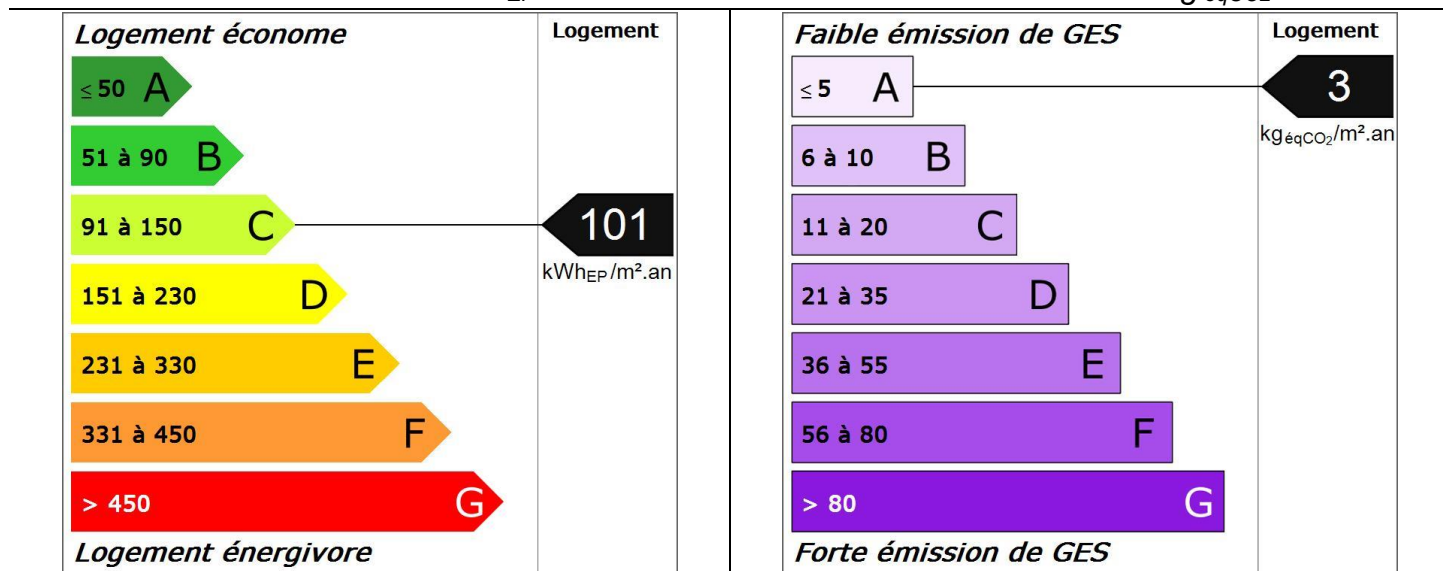 Logement économe Logement
≤ 50 A
51 à 90 B
91 à 150 C 101
kWhEP/m².an
151 à 230 D
231 à 330 E
331 à 450 F
> 450 G
Logement énergivore
Faible émission de GES Logement
≤ 5 A 3
kgéqCO₂/m².an
6 à 10 B
11 à 20 C
21 à 35 D
36 à 55 E
56 à 80 F
> 80 G
Forte émission de GES